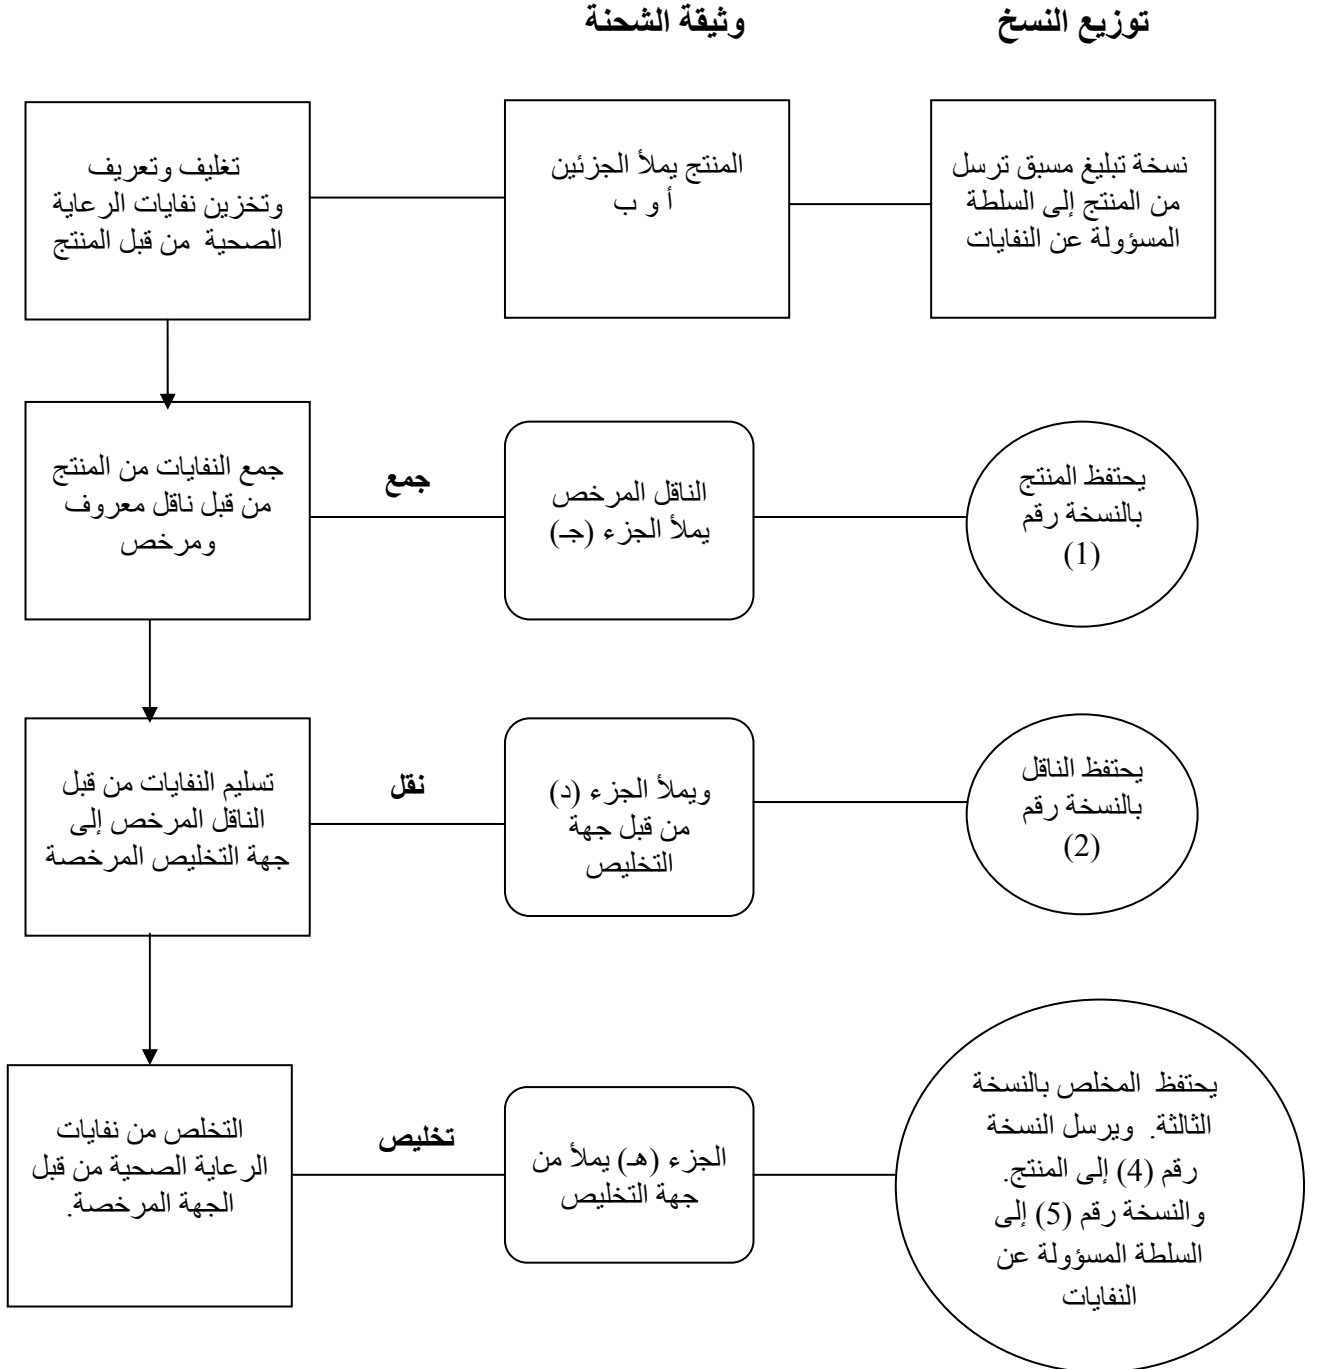 توزيع النسخ
وثيقة الشحنة
نسخة تبليغ مسبق ترسل
من المنتج إلى السلطة
المسؤولة عن النفايات
المنتج يملأ الجزئين
أ و ب
تغليف وتعريف
وتخزين نفايات الرعاية
الصحية من قبل المنتج
يحتفظ المنتج
بالنسخة رقم
(1)
الناقل المرخص
يملأ الجزء (جـ)
جمع
جمع النفايات من المنتج
من قبل ناقل معروف
ومرخص
يحتفظ الناقل
بالنسخة رقم
(2)
ويملأ الجزء (د)
من قبل جهة
التخليص
نقل
تسليم النفايات من قبل
الناقل المرخص إلى
جهة التخليص المرخصة
يحتفظ المخلص بالنسخة
الثالثة. ويرسل النسخة
رقم (4) إلى المنتج.
والنسخة رقم (5) إلى
السلطة المسؤولة عن
النفايات
الجزء (هـ) يملأ من
جهة التخليص
تخليص
التخلص من نفايات
الرعاية الصحية من قبل
الجهة المرخصة.